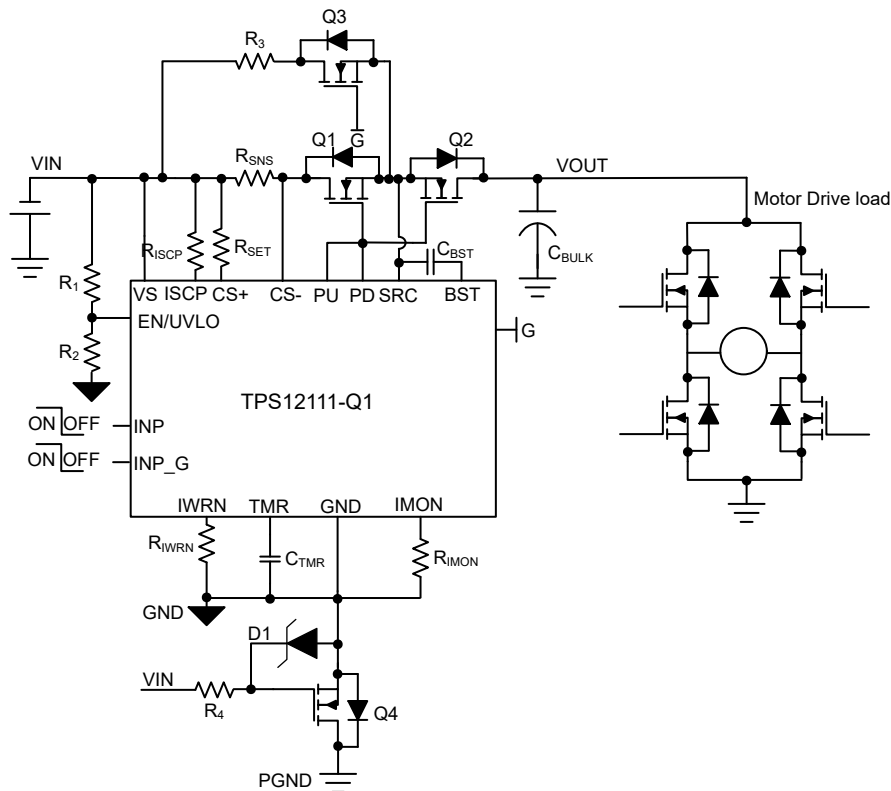 Q3
R3
G
VIN
RSNS
Q1
Q2
VOUT
Motor Drive load
RISCP
RSET
CBST
CBULK
R1
VS
ISCP
CS+
CS-
PU
PD
SRC
BST
EN/UVLO
G
R2
TPS12111-Q1
ON
OFF
INP
ON
OFF
INP_G
IWRN
TMR
GND
IMON
RIWRN
CTMR
RIMON
GND
D1
VIN
R4
Q4
PGND